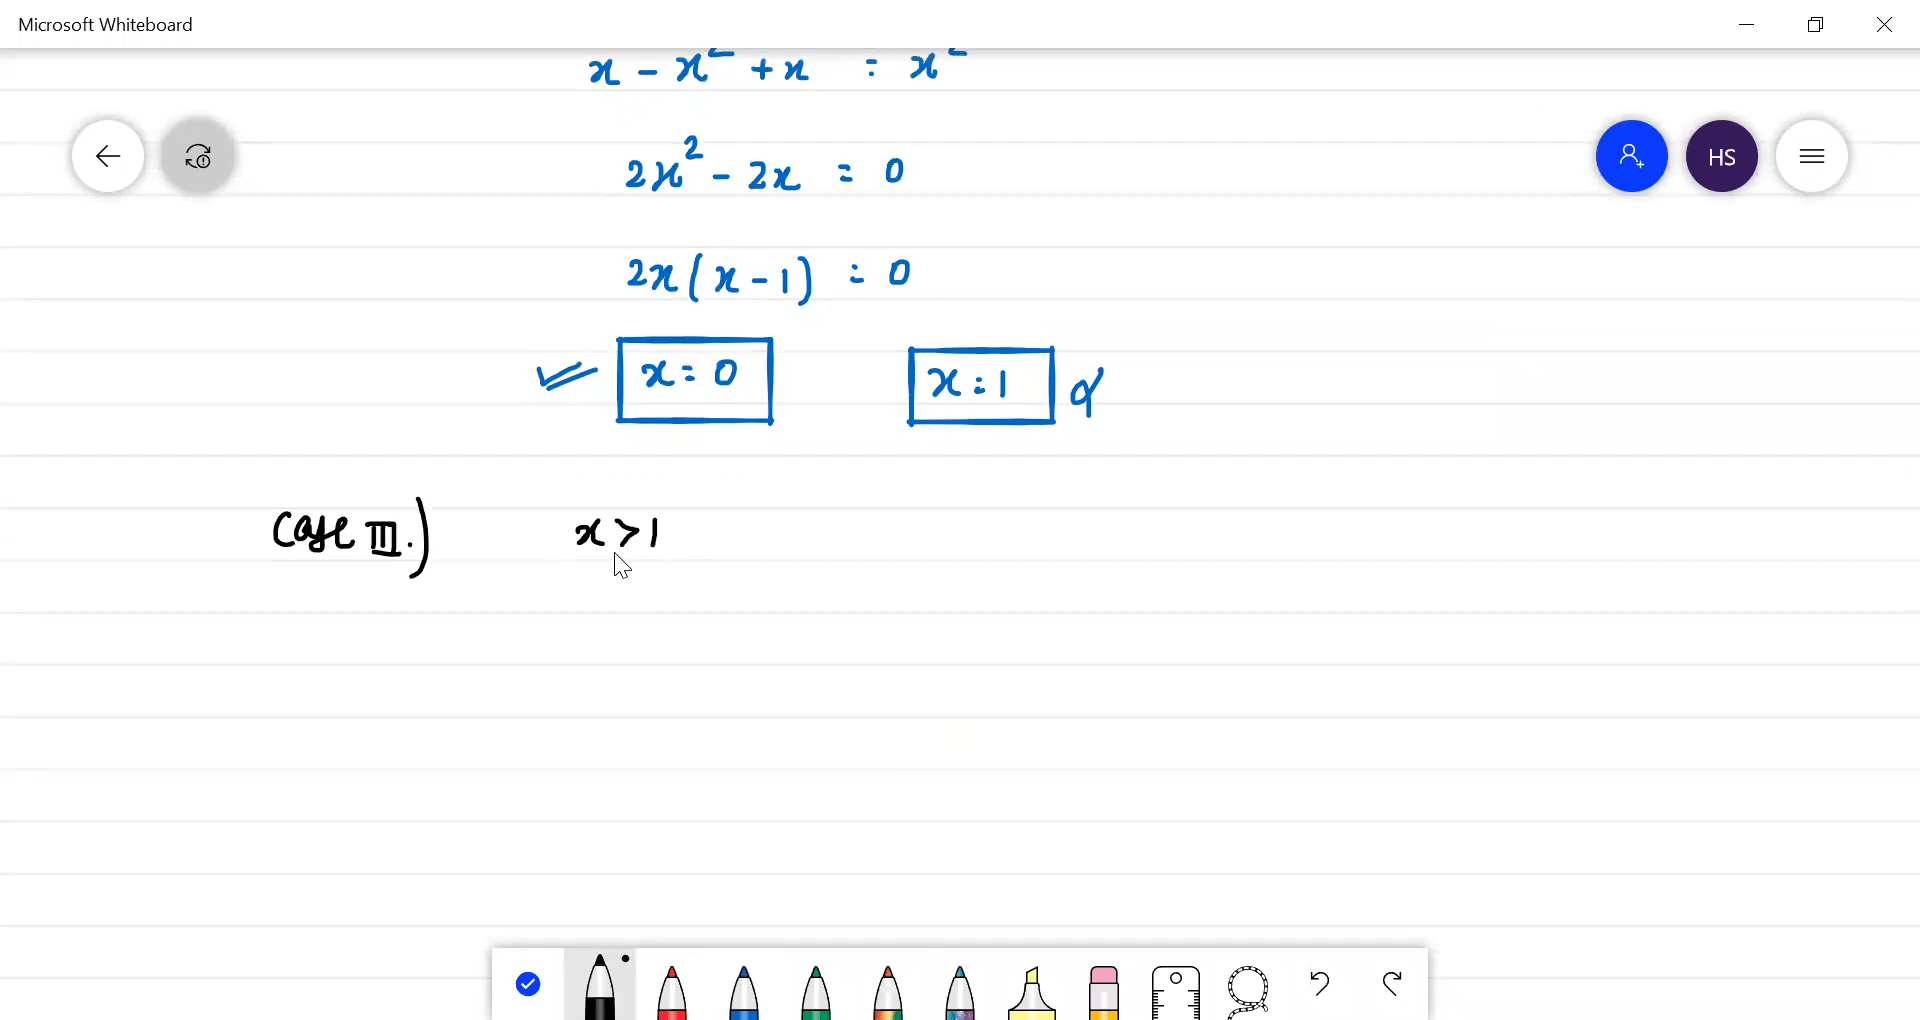 Microsoft Whiteboard
x - x² + x = x²
HS
2x² - 2x = 0
2x(x-1) = 0
x = 0 x = 1
Case III.) x > 1